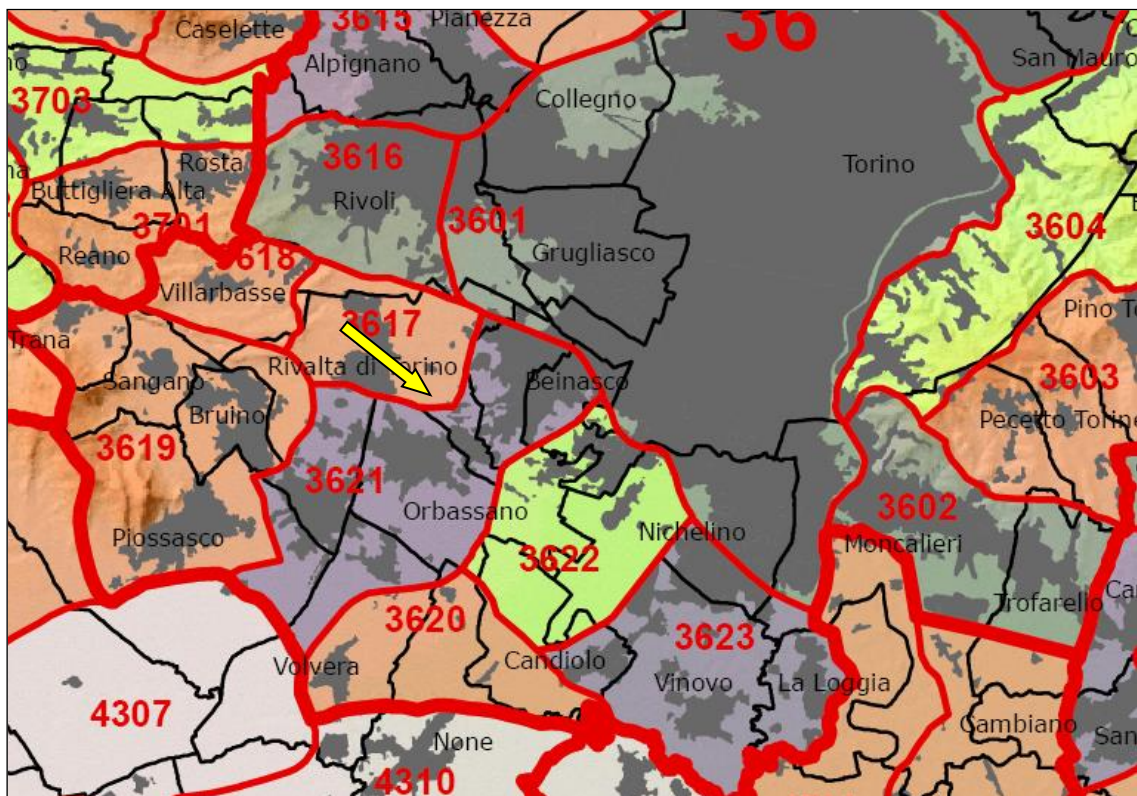 3615
Pianezza
36
Caselette
Alpignano
San Mauro
3703
Collegno
Rosta
3616
Torino
Buttigliera Alta
Rivoli
3701
3601
3604
Reano
3618
Grugliasco
Villarbasse
Pino To
3617
Trana
Rivalta di Torino
Sangano
Beinasco
3603
Bruino
Pecetto Torine
3619
3621
Orbassano
3602
Piossasco
Nichelino
Moncalieri
3622
Trofarello
3620
3623
Volvera
Candiolo
Vinovo
La Loggia
4307
Cambiano
None
San
4310